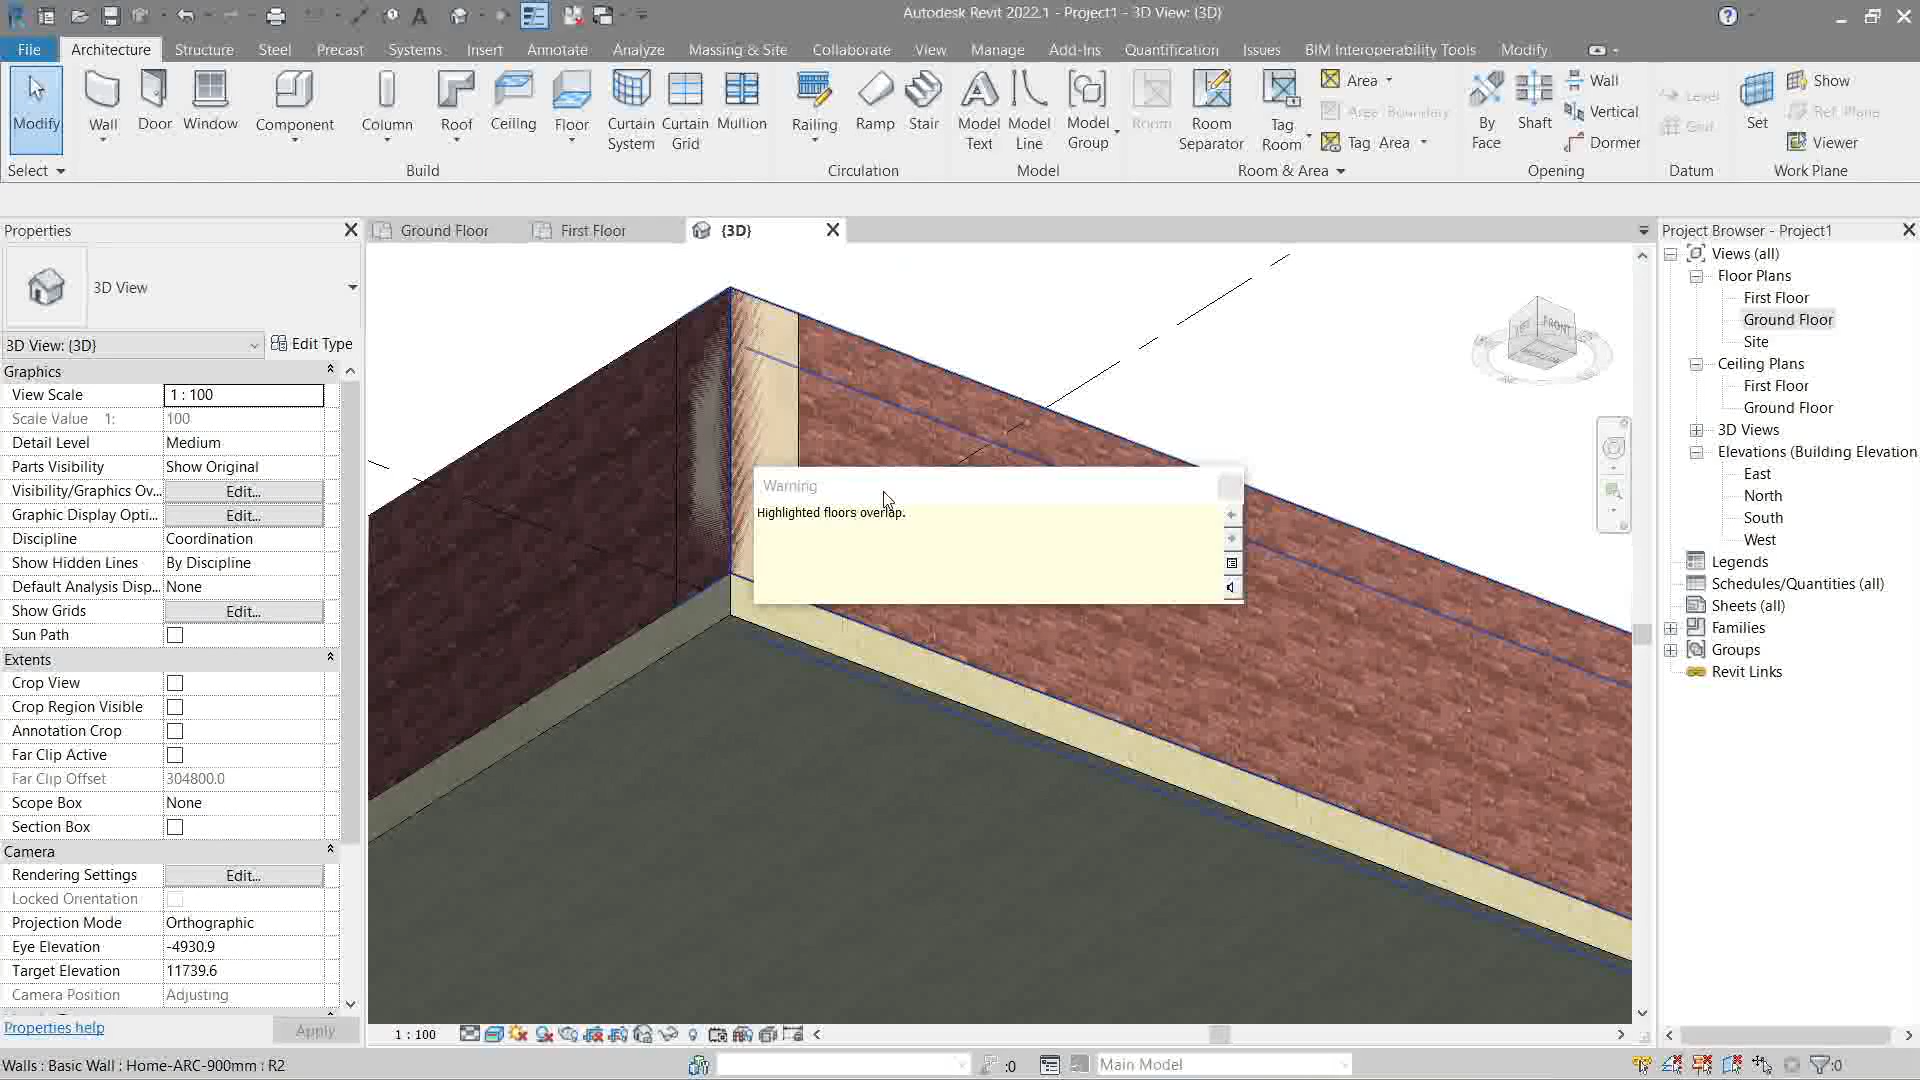 Autodesk Revit 2022.1 - Project1 - 3D View: {3D}
File Architecture Structure Steel Precast Systems Insert Annotate Analyze Massing & Site Collaborate View Manage Add-Ins Quantification Issues BIM Interoperability Tools Modify
Modify Wall Door Window Component Column Roof Ceiling Floor Curtain System Curtain Grid Mullion Railing Ramp Stair Model Text Model Line Model Group Room Room Separator Tag Room
Area
Area Boundary
Tag Area
By Face Shaft
Wall
Vertical
Dormer
Level
Grid
Set
Show
Ref Plane
Viewer
Select Build Circulation Model Room & Area Opening Datum Work Plane
Properties
3D View
3D View: {3D} Edit Type
Graphics
View Scale 1 : 100
Scale Value 1: 100
Detail Level Medium
Parts Visibility Show Original
Visibility/Graphics Ov... Edit...
Graphic Display Opti... Edit...
Discipline Coordination
Show Hidden Lines By Discipline
Default Analysis Disp... None
Show Grids Edit...
Sun Path
Extents
Crop View
Crop Region Visible
Annotation Crop
Far Clip Active
Far Clip Offset 304800.0
Scope Box None
Section Box
Camera
Rendering Settings Edit...
Locked Orientation
Projection Mode Orthographic
Eye Elevation -4930.9
Target Elevation 11739.6
Camera Position Adjusting
Properties help Apply
Ground Floor First Floor {3D}
FRONT
Warning
Highlighted floors overlap.
1 : 100
Project Browser - Project1
Views (all)
Floor Plans
First Floor
Ground Floor
Site
Ceiling Plans
First Floor
Ground Floor
3D Views
Elevations (Building Elevation
East
North
South
West
Legends
Schedules/Quantities (all)
Sheets (all)
Families
Groups
Revit Links
Walls : Basic Wall : Home-ARC-900mm : R2
:0
Main Model
:0